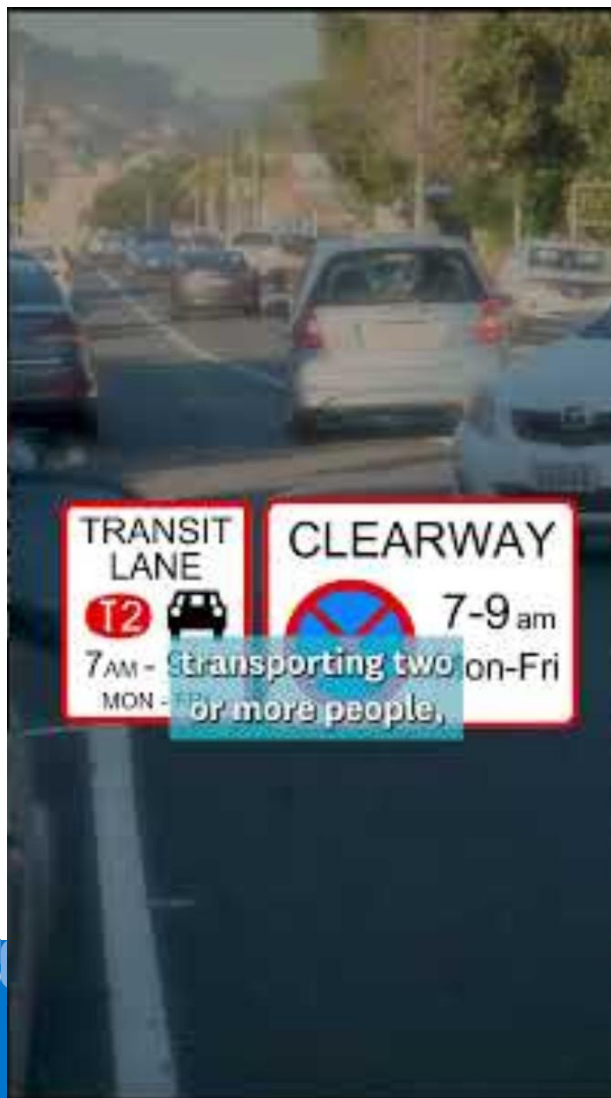 TRANSIT
LANE
T2
7AM -
MON -
CLEARWAY
7-9 am
on-Fri
transporting two
or more people,